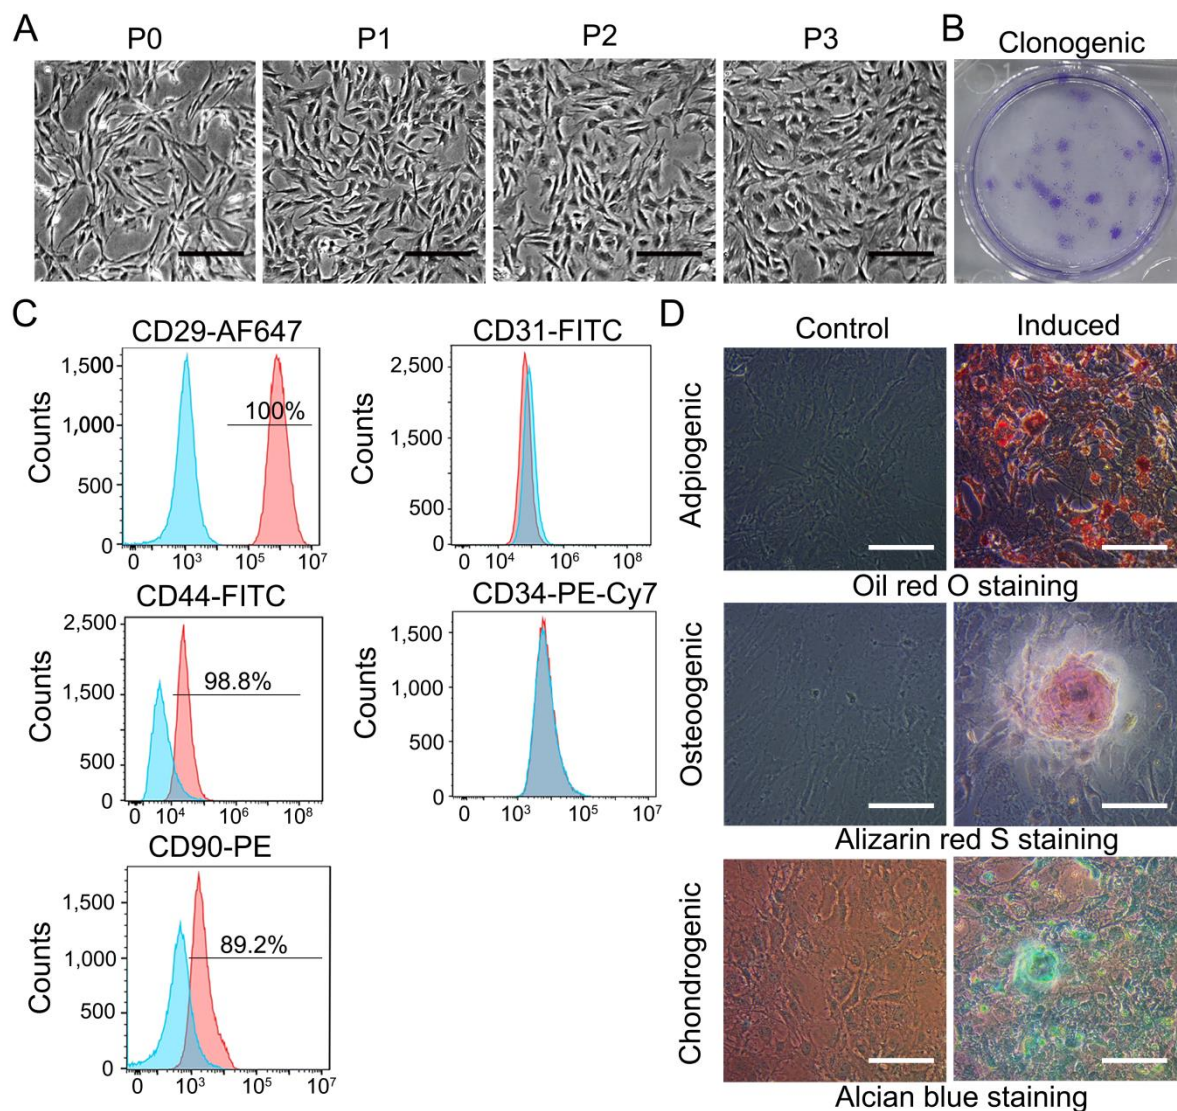 A
P0
P1
P2
P3
B
Clonogenic
C
CD29-AF647
Counts
1,500
1,000
500
0
100%
0
10³
10⁵
10⁷
CD31-FITC
Counts
2,500
1,500
500
0
10⁴
10⁶
10⁸
CD44-FITC
Counts
2,500
1,500
500
0
98.8%
0
10⁴
10⁶
10⁸
CD34-PE-Cy7
Counts
1,500
1,000
500
0
10³
10⁵
10⁷
CD90-PE
Counts
1,500
1,000
500
0
89.2%
0
10³
10⁵
10⁷
D
Control
Induced
Adpiogenic
Oil red O staining
Osteoogenic
Alizarin red S staining
Chondrogenic
Alcian blue staining